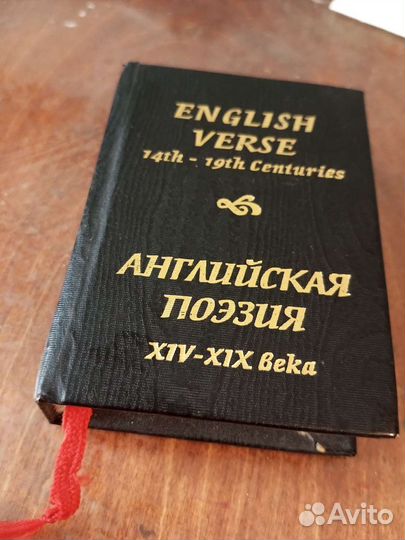 ENGLISH
VERSE
14th - 19th Centuries
АНГЛИЙСКАЯ
ПОЭЗИЯ
XIV-XIX века
Avito